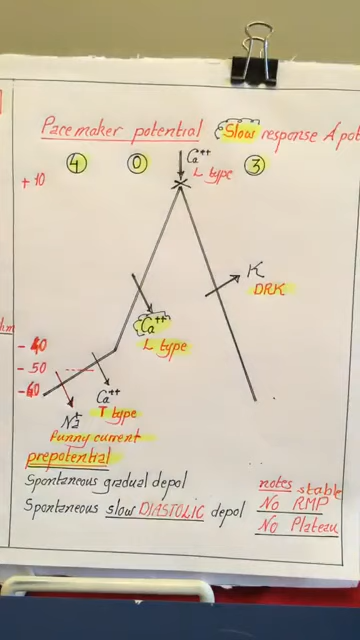 Pacemaker potential Slow response A pot
4 0 3
Ca++
L type
+10
K
DRK
Ca++
L type
- 40
- 50
- 60
Ca++
T type
Na+
funny current
prepotential
Spontaneous gradual depol
Spontaneous slow DIASTOLIC depol
notes stable
No RMP
No Plateau